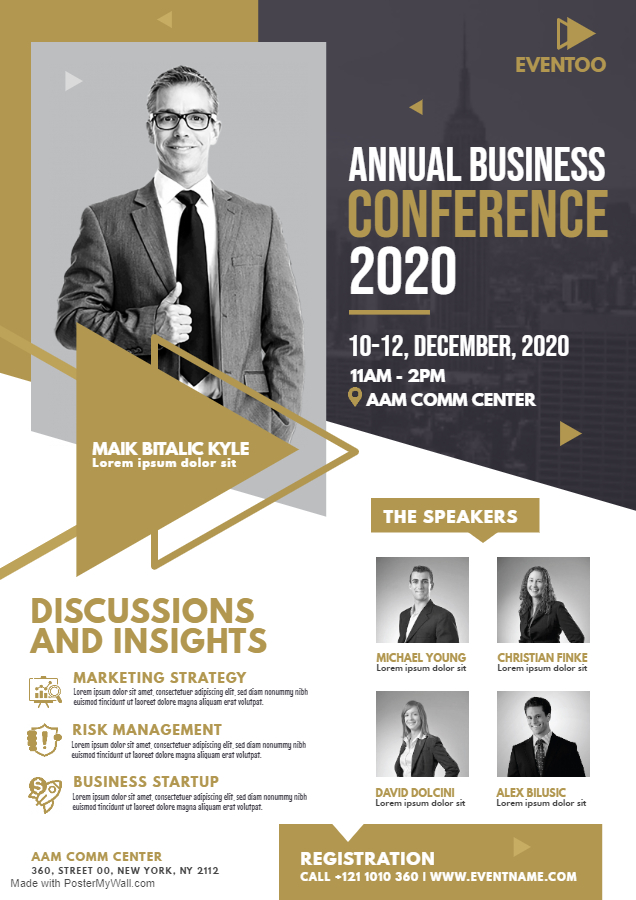 EVENTOO
ANNUAL BUSINESS
CONFERENCE
2020
10-12, DECEMBER, 2020
11AM - 2PM
AAM COMM CENTER
MAIK BITALIC KYLE
Lorem ipsum dolor sit
THE SPEAKERS
MICHAEL YOUNG
Lorem ipsum dolor sit
CHRISTIAN FINKE
Lorem ipsum dolor sit
DAVID DOLCINI
Lorem ipsum dolor sit
ALEX BILUSIC
Lorem ipsum dolor sit
DISCUSSIONS
AND INSIGHTS
MARKETING STRATEGY
Lorem ipsum dolor sit amet, consectetuer adipiscing elit, sed diam nonummy nibh
euismod tincidunt ut laoreet dolore magna aliquam erat volutpat.
RISK MANAGEMENT
Lorem ipsum dolor sit amet, consectetuer adipiscing elit, sed diam nonummy nibh
euismod tincidunt ut laoreet dolore magna aliquam erat volutpat.
BUSINESS STARTUP
Lorem ipsum dolor sit amet, consectetuer adipiscing elit, sed diam nonummy nibh
euismod tincidunt ut laoreet dolore magna aliquam erat volutpat.
AAM COMM CENTER
360, STREET 00, NEW YORK, NY 2112
REGISTRATION
CALL +121 1010 360 I WWW.EVENTNAME.COM
Made with PosterMyWall.com